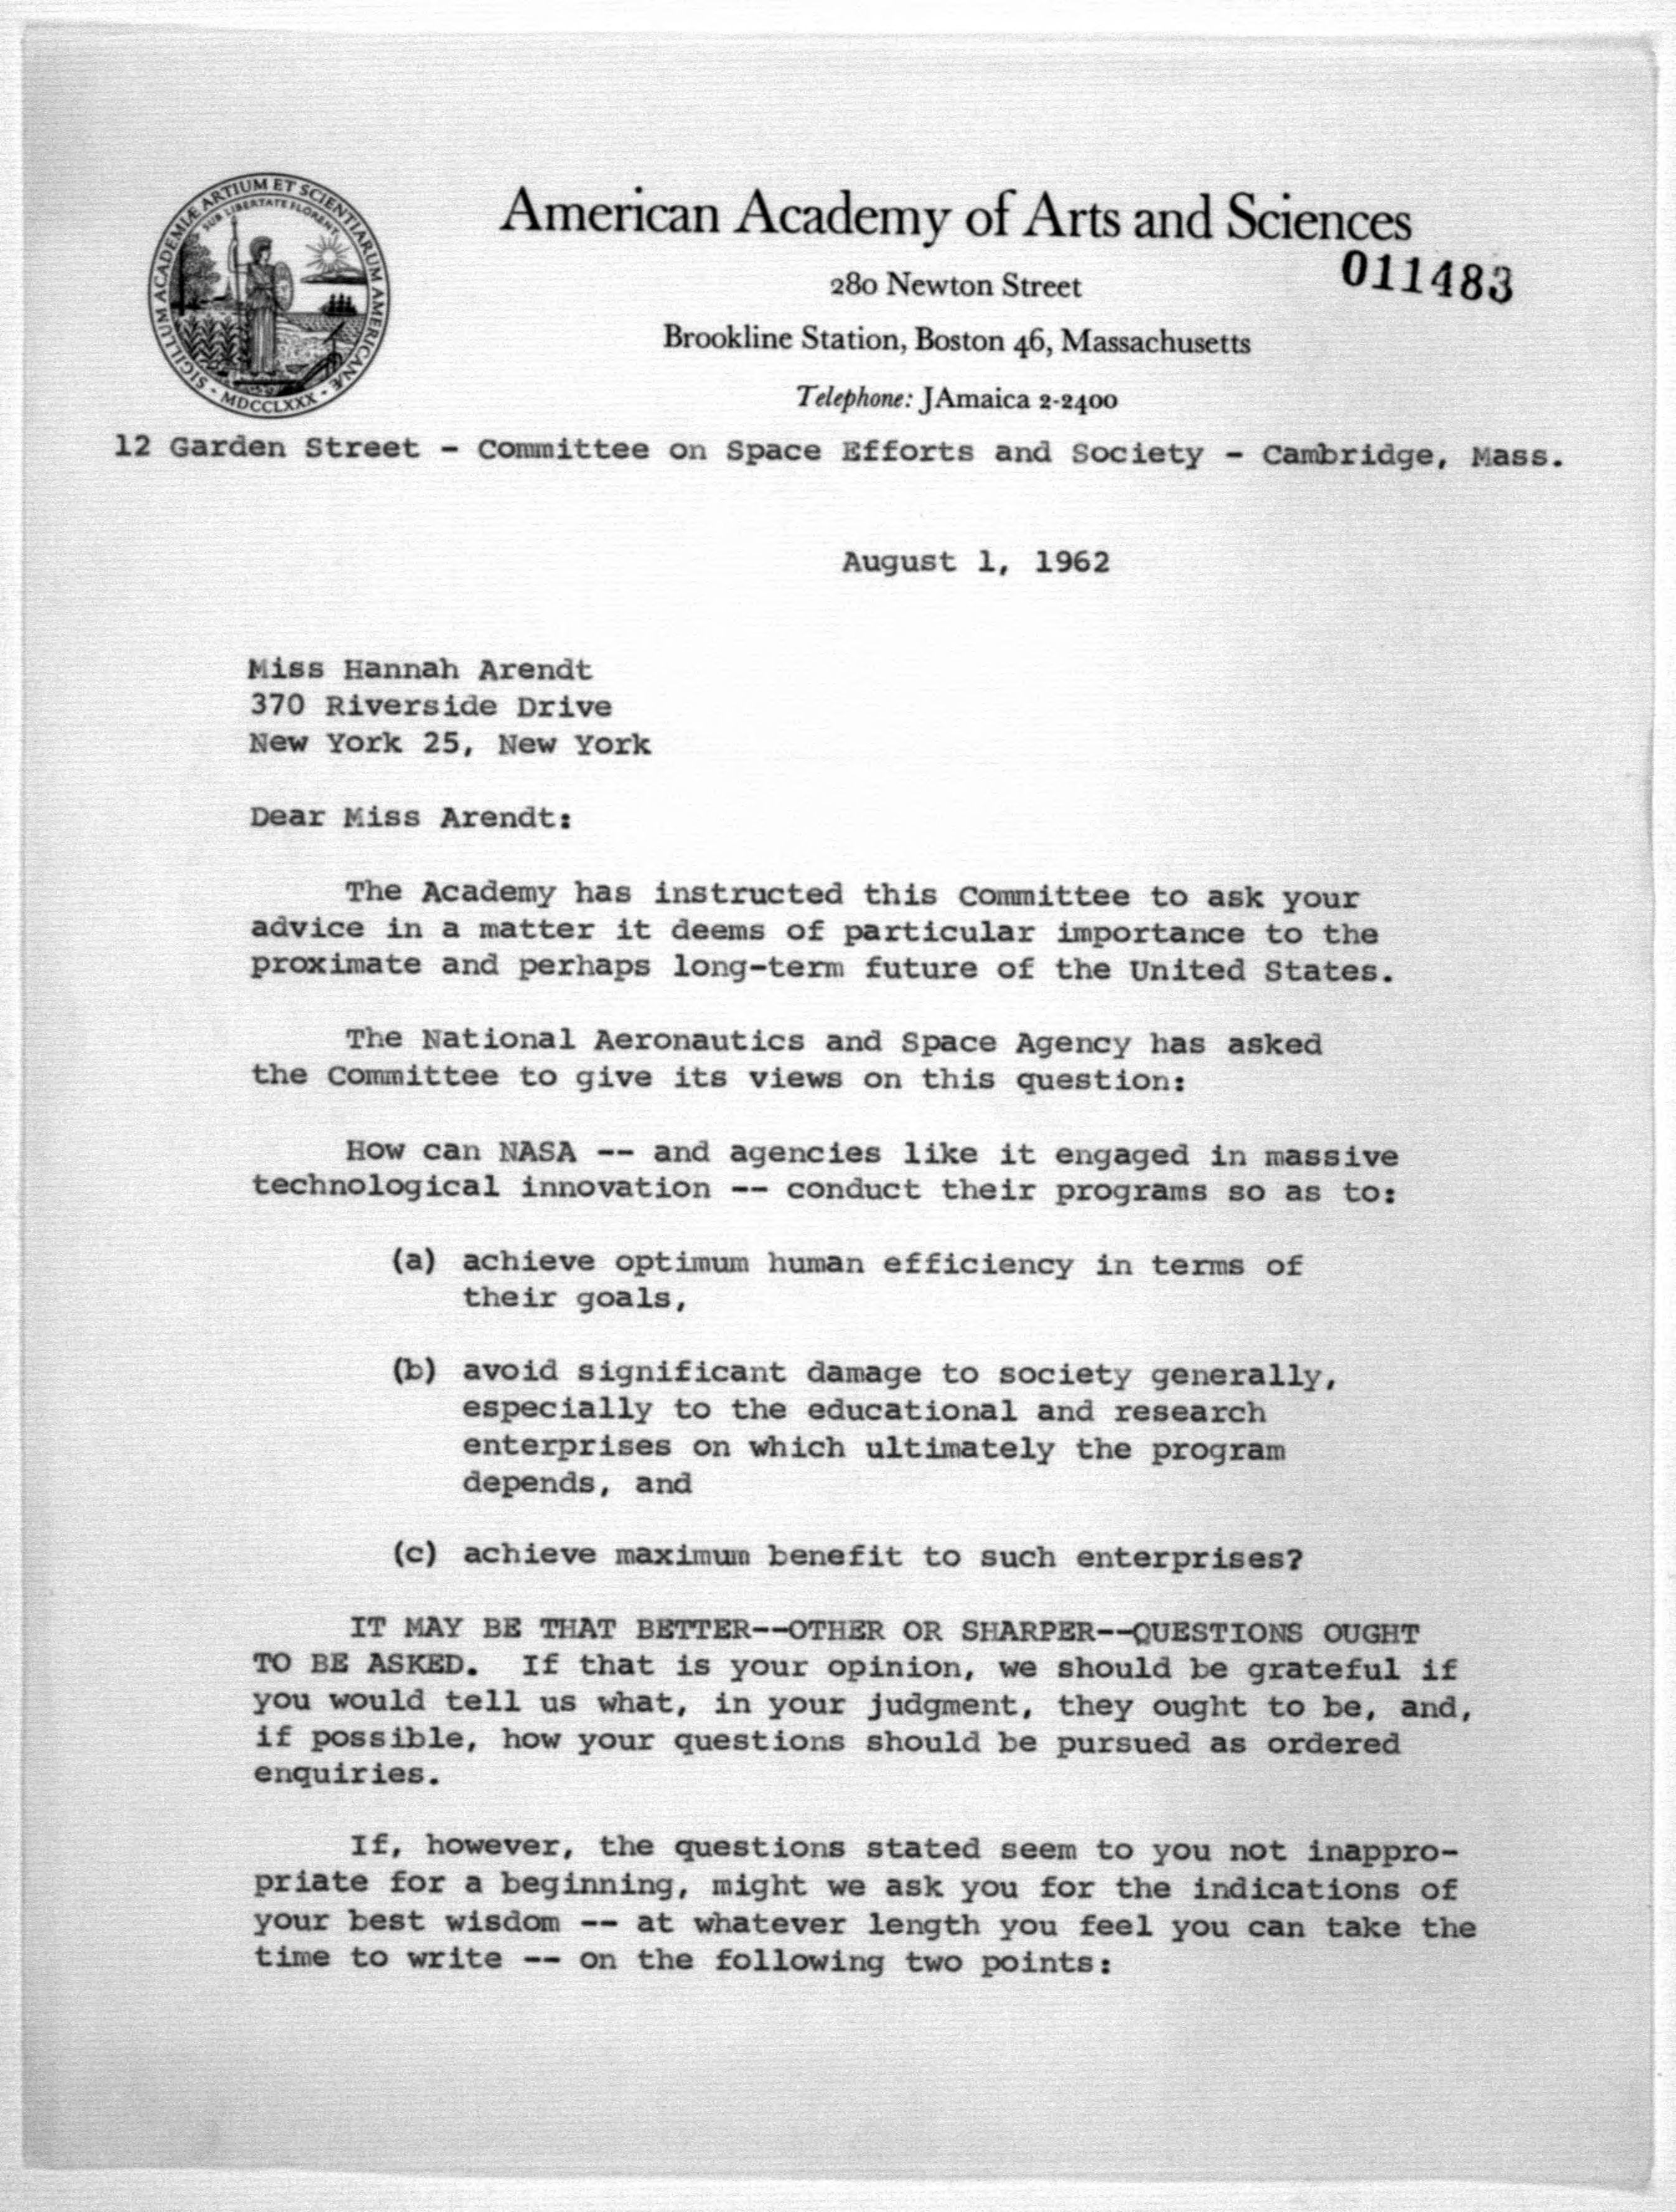 SIGILLUM ACADEMIÆ ARTIUM ET SCIENTIARUM AMERICANÆ
SUB LIBERTATE FLORENT
· MDCCLXXX ·
American Academy of Arts and Sciences
011483
280 Newton Street
Brookline Station, Boston 46, Massachusetts
Telephone: JAmaica 2-2400
12 Garden Street - Committee on Space Efforts and Society - Cambridge, Mass.
August 1, 1962
Miss Hannah Arendt
370 Riverside Drive
New York 25, New York
Dear Miss Arendt:
The Academy has instructed this Committee to ask your
advice in a matter it deems of particular importance to the
proximate and perhaps long-term future of the United States.
The National Aeronautics and Space Agency has asked
the Committee to give its views on this question:
How can NASA -- and agencies like it engaged in massive
technological innovation -- conduct their programs so as to:
(a) achieve optimum human efficiency in terms of
their goals,
(b) avoid significant damage to society generally,
especially to the educational and research
enterprises on which ultimately the program
depends, and
(c) achieve maximum benefit to such enterprises?
IT MAY BE THAT BETTER--OTHER OR SHARPER--QUESTIONS OUGHT
TO BE ASKED. If that is your opinion, we should be grateful if
you would tell us what, in your judgment, they ought to be, and,
if possible, how your questions should be pursued as ordered
enquiries.
If, however, the questions stated seem to you not inappro-
priate for a beginning, might we ask you for the indications of
your best wisdom -- at whatever length you feel you can take the
time to write -- on the following two points: